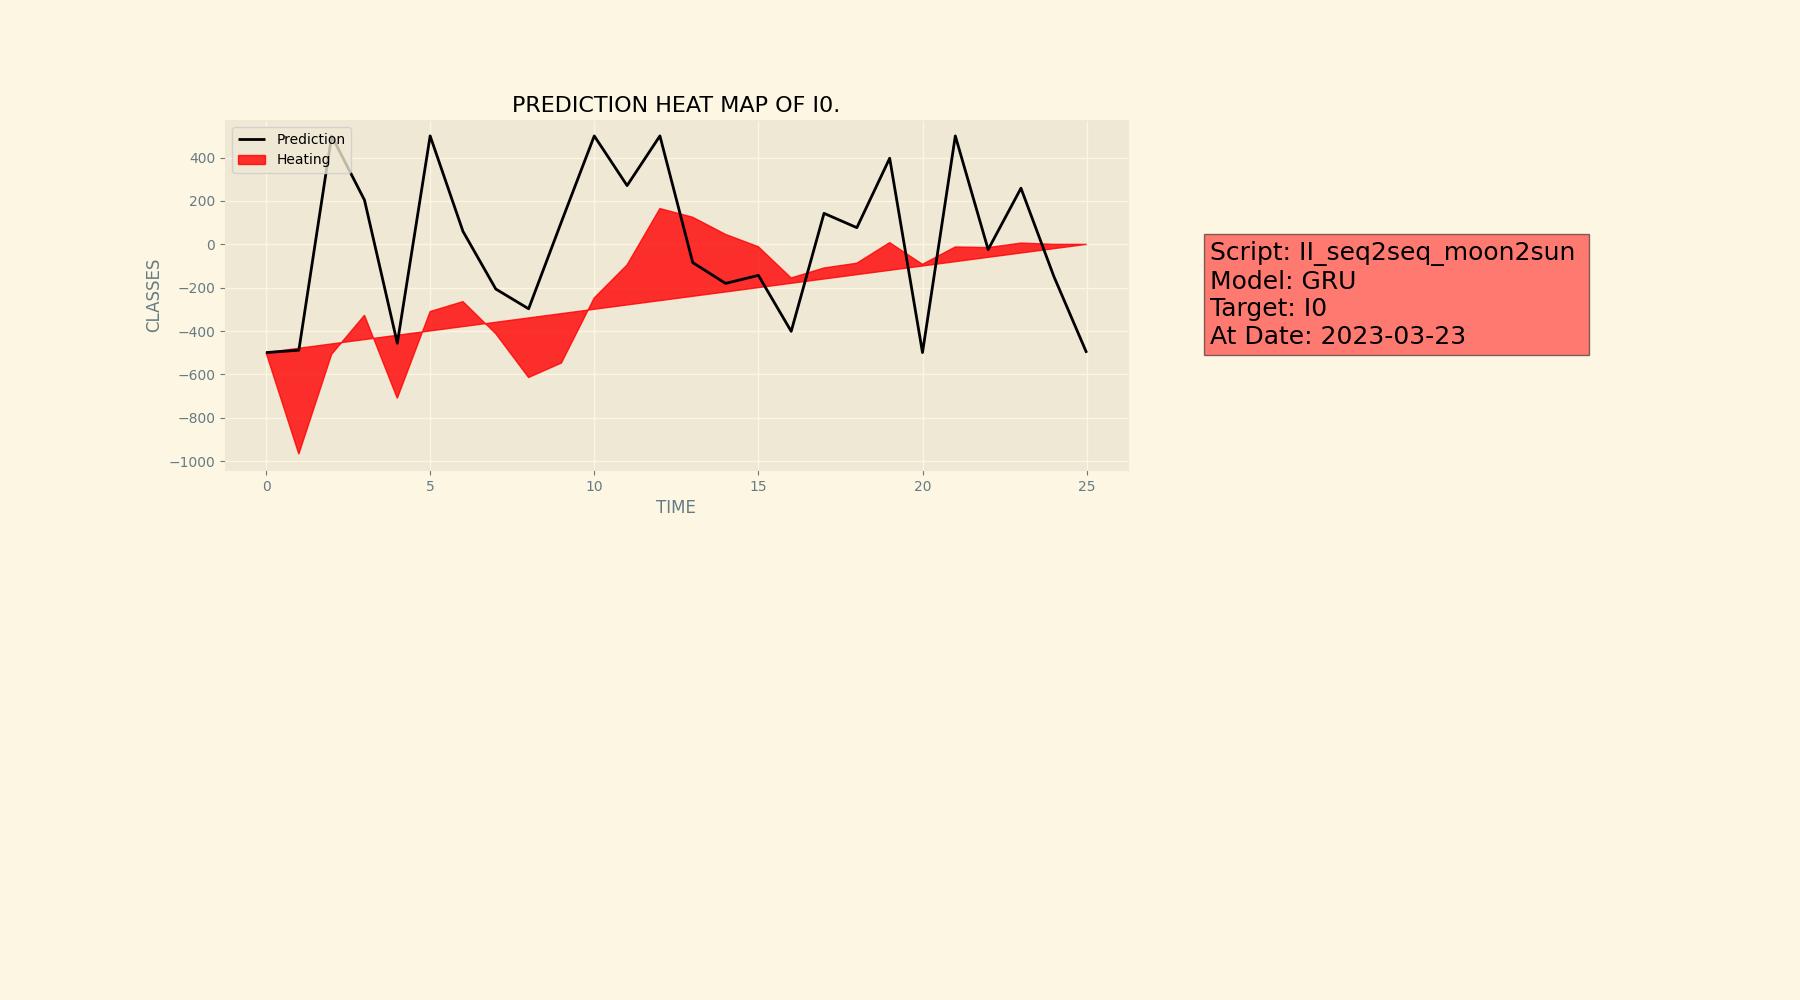 PREDICTION HEAT MAP OF I0.
Prediction
Heating
400
200
0
−200
−400
−600
−800
−1000
CLASSES
0 5 10 15 20 25
TIME
Script: II_seq2seq_moon2sun
Model: GRU
Target: I0
At Date: 2023-03-23